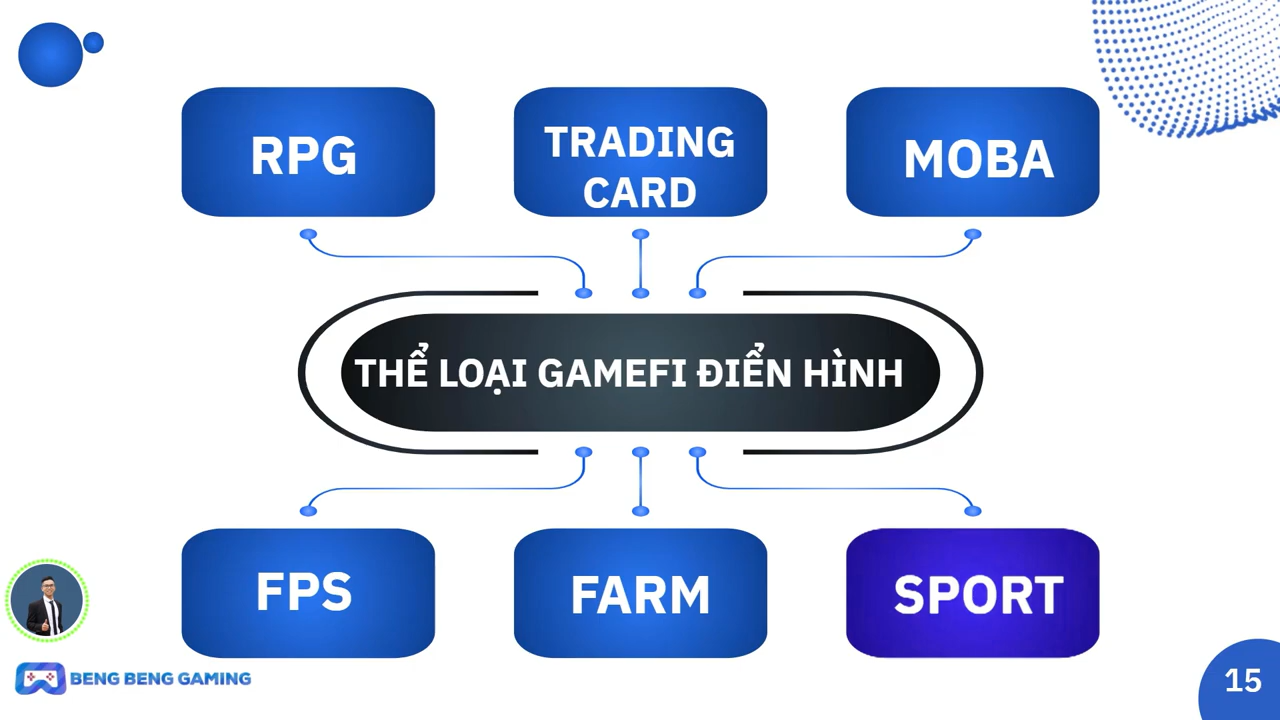 RPG
TRADING
CARD
MOBA
THỂ LOẠI GAMEFI ĐIỂN HÌNH
FPS
FARM
SPORT
BENG BENG GAMING
15